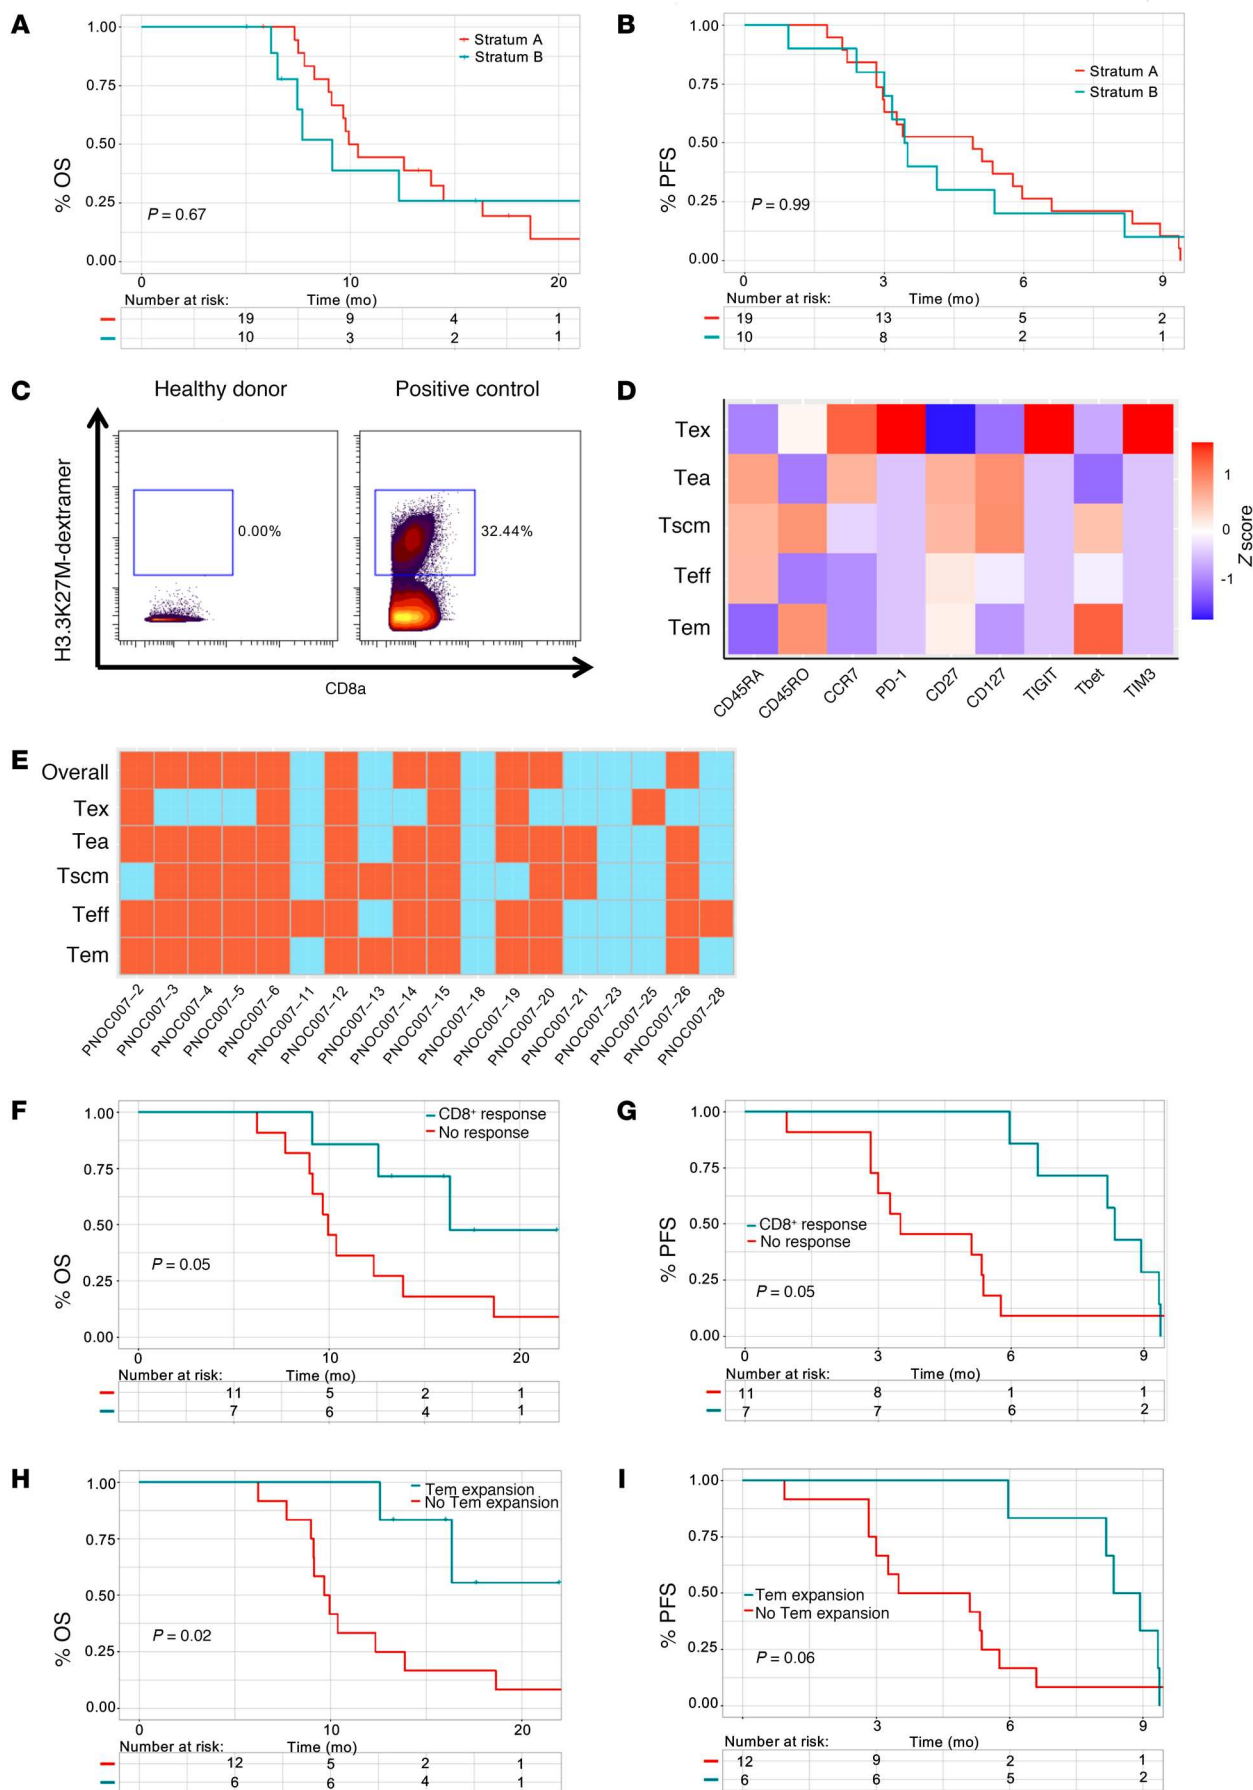 A
1.00
0.75
0.50
0.25
0.00
% OS
Stratum A
Stratum B
P = 0.67
0 10 20
Number at risk: Time (mo)
19 9 4 1
10 3 2 1
B
1.00
0.75
0.50
0.25
0.00
% PFS
Stratum A
Stratum B
P = 0.99
0 3 6 9
Number at risk: Time (mo)
19 13 5 2
10 8 2 1
C
Healthy donor Positive control
H3.3K27M-dextramer
0.00% 32.44%
CD8a
D
Tex
Tea
Tscm
Teff
Tem
CD45RA CD45RO CCR7 PD-1 CD27 CD127 TIGIT Tbet TIM3
1
0
-1
Z score
E
Overall
Tex
Tea
Tscm
Teff
Tem
PNOC007–2 PNOC007–3 PNOC007–4 PNOC007–5 PNOC007–6 PNOC007–11 PNOC007–12 PNOC007–13 PNOC007–14 PNOC007–15 PNOC007–18 PNOC007–19 PNOC007–20 PNOC007–21 PNOC007–23 PNOC007–25 PNOC007–26 PNOC007–28
F
1.00
0.75
0.50
0.25
0.00
% OS
CD8+ response
No response
P = 0.05
0 10 20
Number at risk: Time (mo)
11 5 2 1
7 6 4 1
G
1.00
0.75
0.50
0.25
0.00
% PFS
CD8+ response
No response
P = 0.05
0 3 6 9
Number at risk: Time (mo)
11 8 1 1
7 7 6 2
H
1.00
0.75
0.50
0.25
0.00
% OS
Tem expansion
No Tem expansion
P = 0.02
0 10 20
Number at risk: Time (mo)
12 5 2 1
6 6 4 1
I
1.00
0.75
0.50
0.25
0.00
% PFS
Tem expansion
No Tem expansion
P = 0.06
3 6 9
Number at risk: Time (mo)
12 9 2 1
6 6 5 2